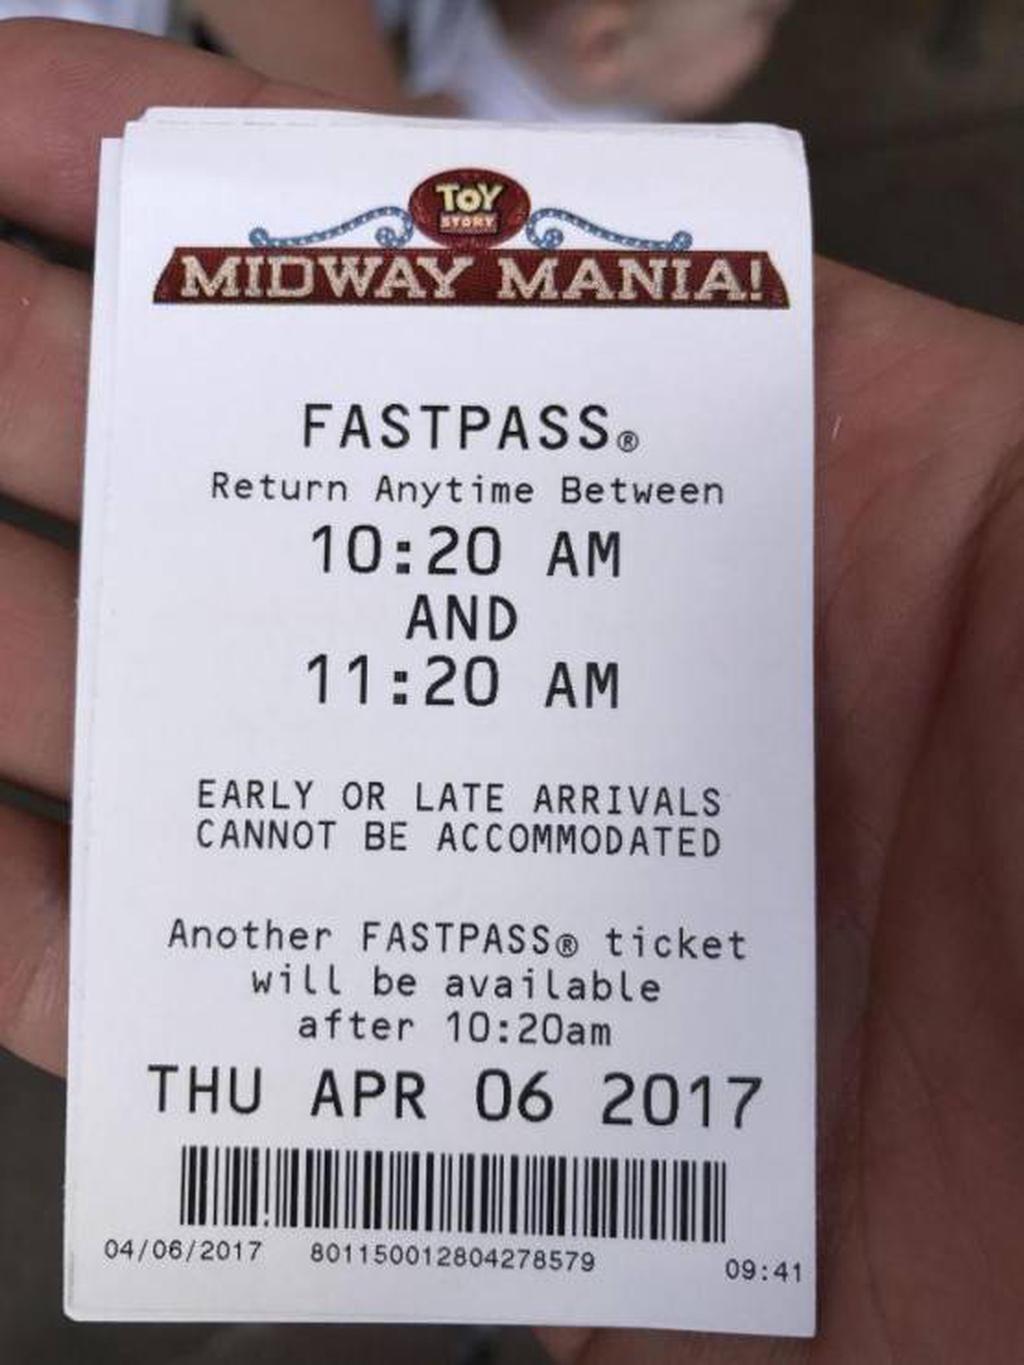 TOY
STORY
MIDWAY MANIA!
FASTPASS®
Return Anytime Between
10:20 AM
AND
11:20 AM
EARLY OR LATE ARRIVALS
CANNOT BE ACCOMMODATED
Another FASTPASS® ticket
will be available
after 10:20am
THU APR 06 2017
04/06/2017 801150012804278579 09:41